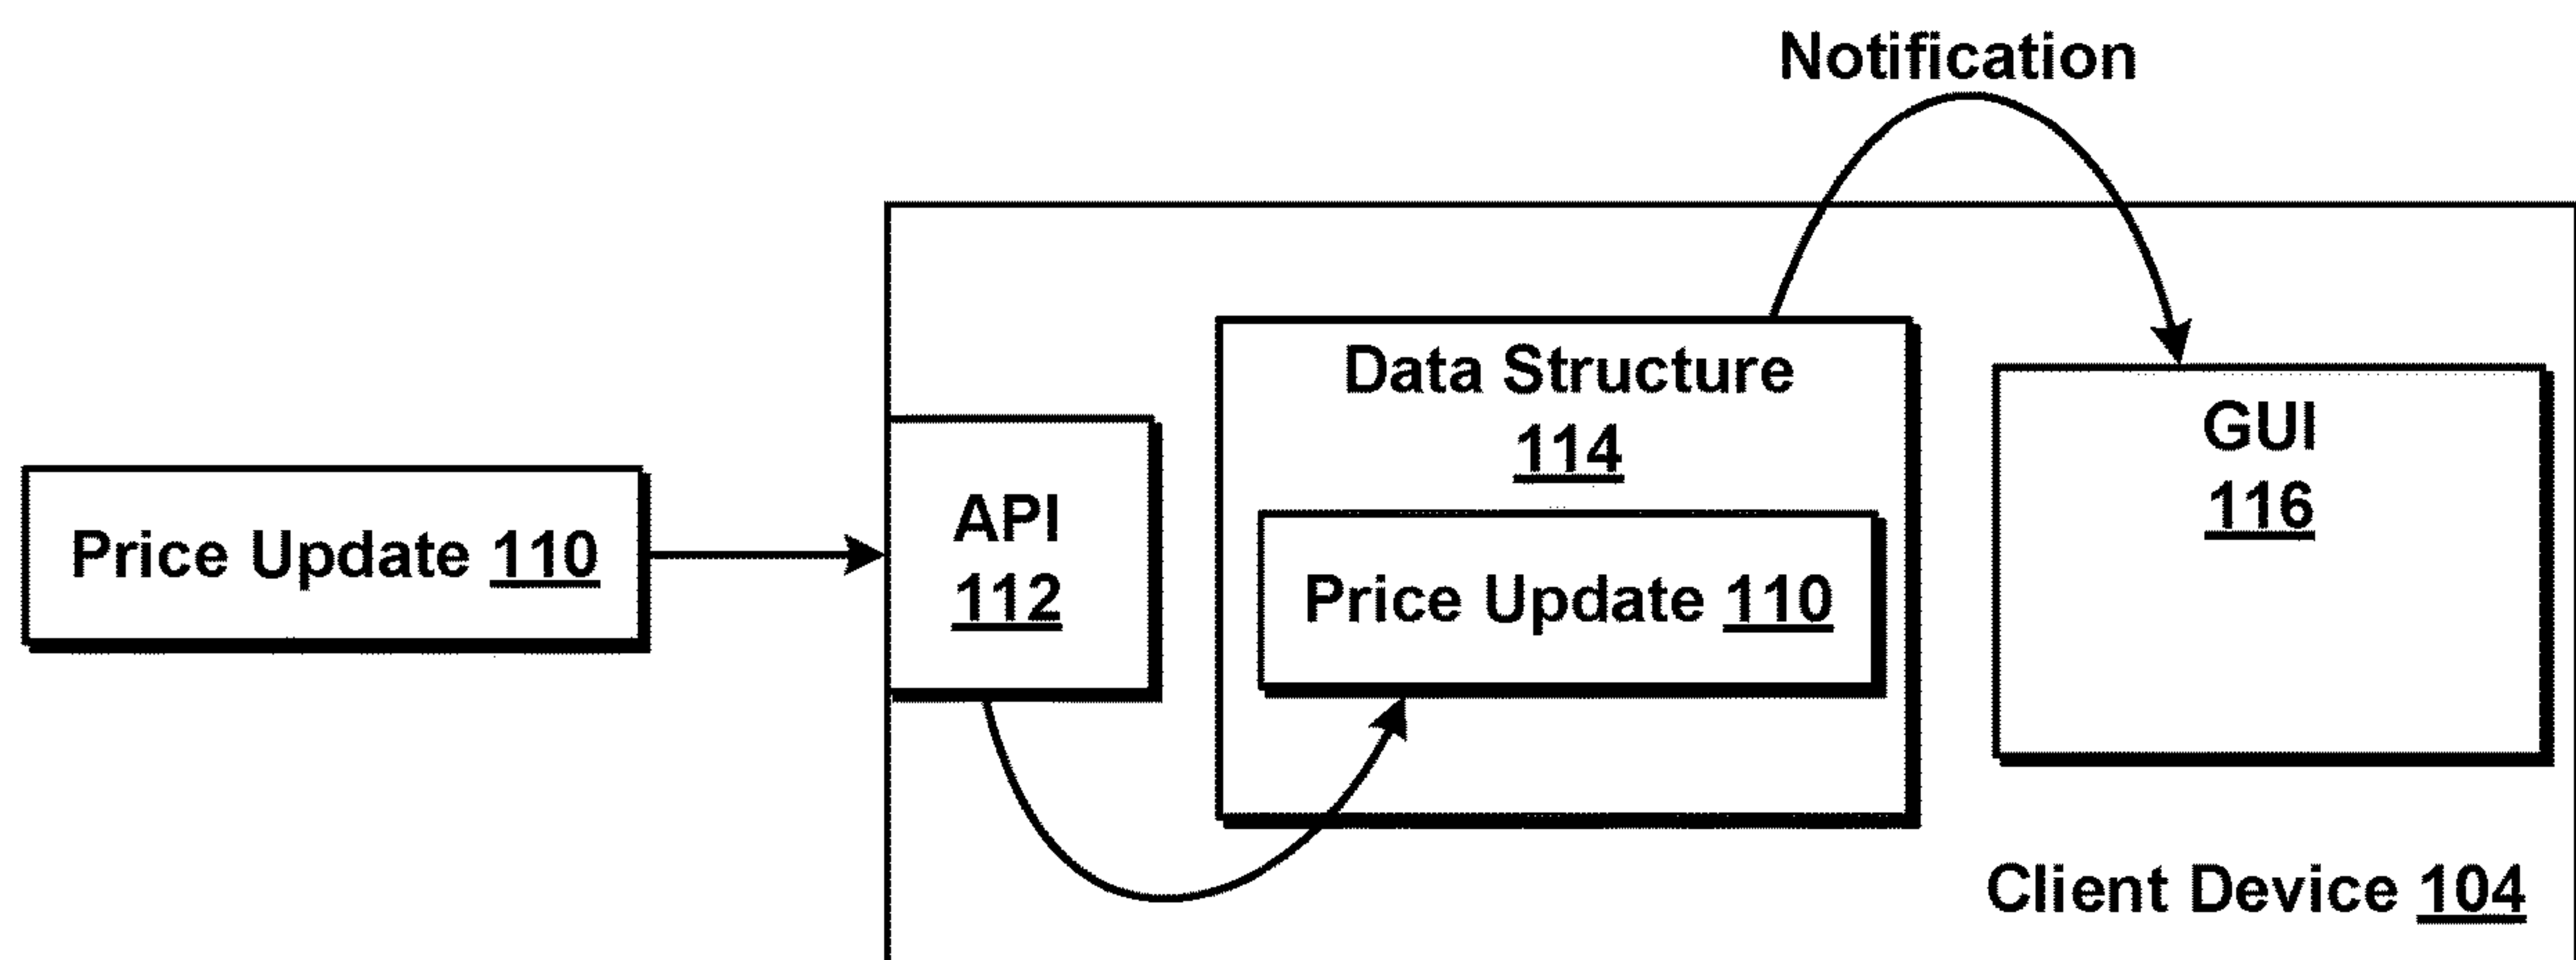 Notification
Data Structure
114
GUI
116
API
112
Price Update 110
Price Update 110
Client Device 104